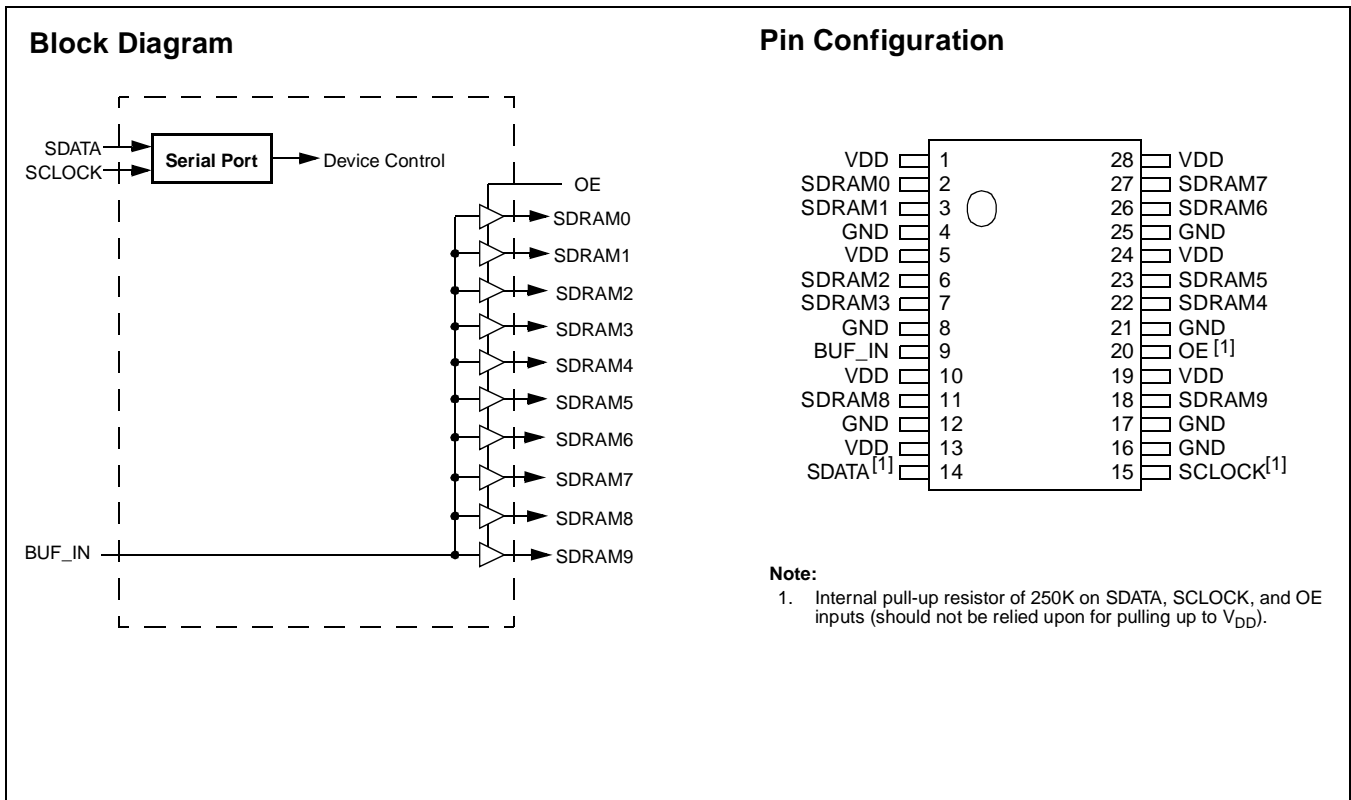 Block Diagram
SDATA
SCLOCK
Serial Port
Device Control
OE
SDRAM0
SDRAM1
SDRAM2
SDRAM3
SDRAM4
SDRAM5
SDRAM6
SDRAM7
SDRAM8
BUF_IN
SDRAM9
Pin Configuration
VDD 1 28 VDD
SDRAM0 2 27 SDRAM7
SDRAM1 3 26 SDRAM6
GND 4 25 GND
VDD 5 24 VDD
SDRAM2 6 23 SDRAM5
SDRAM3 7 22 SDRAM4
GND 8 21 GND
BUF_IN 9 20 OE [1]
VDD 10 19 VDD
SDRAM8 11 18 SDRAM9
GND 12 17 GND
VDD 13 16 GND
SDATA[1] 14 15 SCLOCK[1]
Note:
1. Internal pull-up resistor of 250K on SDATA, SCLOCK, and OE
inputs (should not be relied upon for pulling up to VDD).